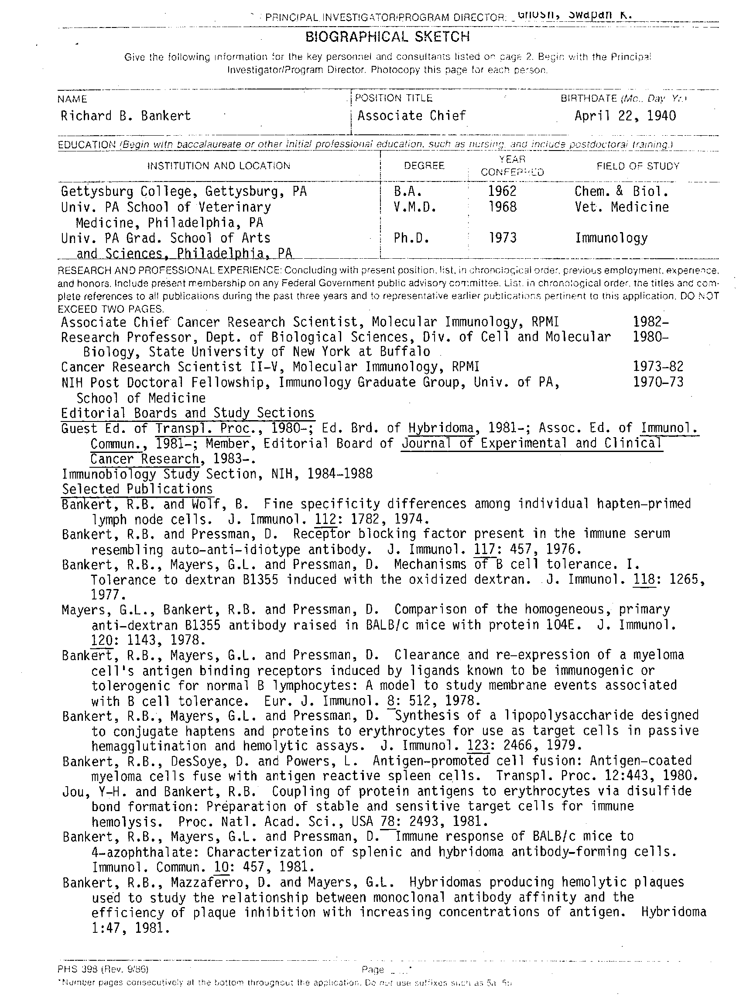 PRINCIPAL INVESTIGATOR/PROGRAM DIRECTOR: Ghosh, Swapan K.
BIOGRAPHICAL SKETCH
Give the following information for the key personnel and consultants listed on page 2. Begin with the Principal
Investigator/Program Director. Photocopy this page for each person.
NAME POSITION TITLE BIRTHDATE (Mo., Day, Yr.)
Richard B. Bankert Associate Chief April 22, 1940
EDUCATION (Begin with baccalaureate or other initial professional education, such as nursing, and include postdoctoral training.)
INSTITUTION AND LOCATION DEGREE YEAR CONFERRED FIELD OF STUDY
Gettysburg College, Gettysburg, PA B.A. 1962 Chem. & Biol.
Univ. PA School of Veterinary V.M.D. 1968 Vet. Medicine
Medicine, Philadelphia, PA
Univ. PA Grad. School of Arts Ph.D. 1973 Immunology
and Sciences, Philadelphia, PA
RESEARCH AND PROFESSIONAL EXPERIENCE: Concluding with present position, list, in chronological order, previous employment, experience,
and honors. Include present membership on any Federal Government public advisory committee. List, in chronological order, the titles and com-
plete references to all publications during the past three years and to representative earlier publications pertinent to this application. DO NOT
EXCEED TWO PAGES.
Associate Chief Cancer Research Scientist, Molecular Immunology, RPMI 1982-
Research Professor, Dept. of Biological Sciences, Div. of Cell and Molecular 1980-
Biology, State University of New York at Buffalo
Cancer Research Scientist II-V, Molecular Immunology, RPMI 1973-82
NIH Post Doctoral Fellowship, Immunology Graduate Group, Univ. of PA, 1970-73
School of Medicine
Editorial Boards and Study Sections
Guest Ed. of Transpl. Proc., 1980-; Ed. Brd. of Hybridoma, 1981-; Assoc. Ed. of Immunol.
Commun., 1981-; Member, Editorial Board of Journal of Experimental and Clinical
Cancer Research, 1983-.
Immunobiology Study Section, NIH, 1984-1988
Selected Publications
Bankert, R.B. and Wolf, B. Fine specificity differences among individual hapten-primed
lymph node cells. J. Immunol. 112: 1782, 1974.
Bankert, R.B. and Pressman, D. Receptor blocking factor present in the immune serum
resembling auto-anti-idiotype antibody. J. Immunol. 117: 457, 1976.
Bankert, R.B., Mayers, G.L. and Pressman, D. Mechanisms of B cell tolerance. I.
Tolerance to dextran B1355 induced with the oxidized dextran. J. Immunol. 118: 1265,
1977.
Mayers, G.L., Bankert, R.B. and Pressman, D. Comparison of the homogeneous, primary
anti-dextran B1355 antibody raised in BALB/c mice with protein 104E. J. Immunol.
120: 1143, 1978.
Bankert, R.B., Mayers, G.L. and Pressman, D. Clearance and re-expression of a myeloma
cell's antigen binding receptors induced by ligands known to be immunogenic or
tolerogenic for normal B lymphocytes: A model to study membrane events associated
with B cell tolerance. Eur. J. Immunol. 8: 512, 1978.
Bankert, R.B., Mayers, G.L. and Pressman, D. Synthesis of a lipopolysaccharide designed
to conjugate haptens and proteins to erythrocytes for use as target cells in passive
hemagglutination and hemolytic assays. J. Immunol. 123: 2466, 1979.
Bankert, R.B., DesSoye, D. and Powers, L. Antigen-promoted cell fusion: Antigen-coated
myeloma cells fuse with antigen reactive spleen cells. Transpl. Proc. 12:443, 1980.
Jou, Y-H. and Bankert, R.B. Coupling of protein antigens to erythrocytes via disulfide
bond formation: Preparation of stable and sensitive target cells for immune
hemolysis. Proc. Natl. Acad. Sci., USA 78: 2493, 1981.
Bankert, R.B., Mayers, G.L. and Pressman, D. Immune response of BALB/c mice to
4-azophthalate: Characterization of splenic and hybridoma antibody-forming cells.
Immunol. Commun. 10: 457, 1981.
Bankert, R.B., Mazzaferro, D. and Mayers, G.L. Hybridomas producing hemolytic plaques
used to study the relationship between monoclonal antibody affinity and the
efficiency of plaque inhibition with increasing concentrations of antigen. Hybridoma
1:47, 1981.
PHS 398 (Rev. 9/86) Page *
*Number pages consecutively at the bottom throughout the application. Do not use suffixes such as 5a, 5b.